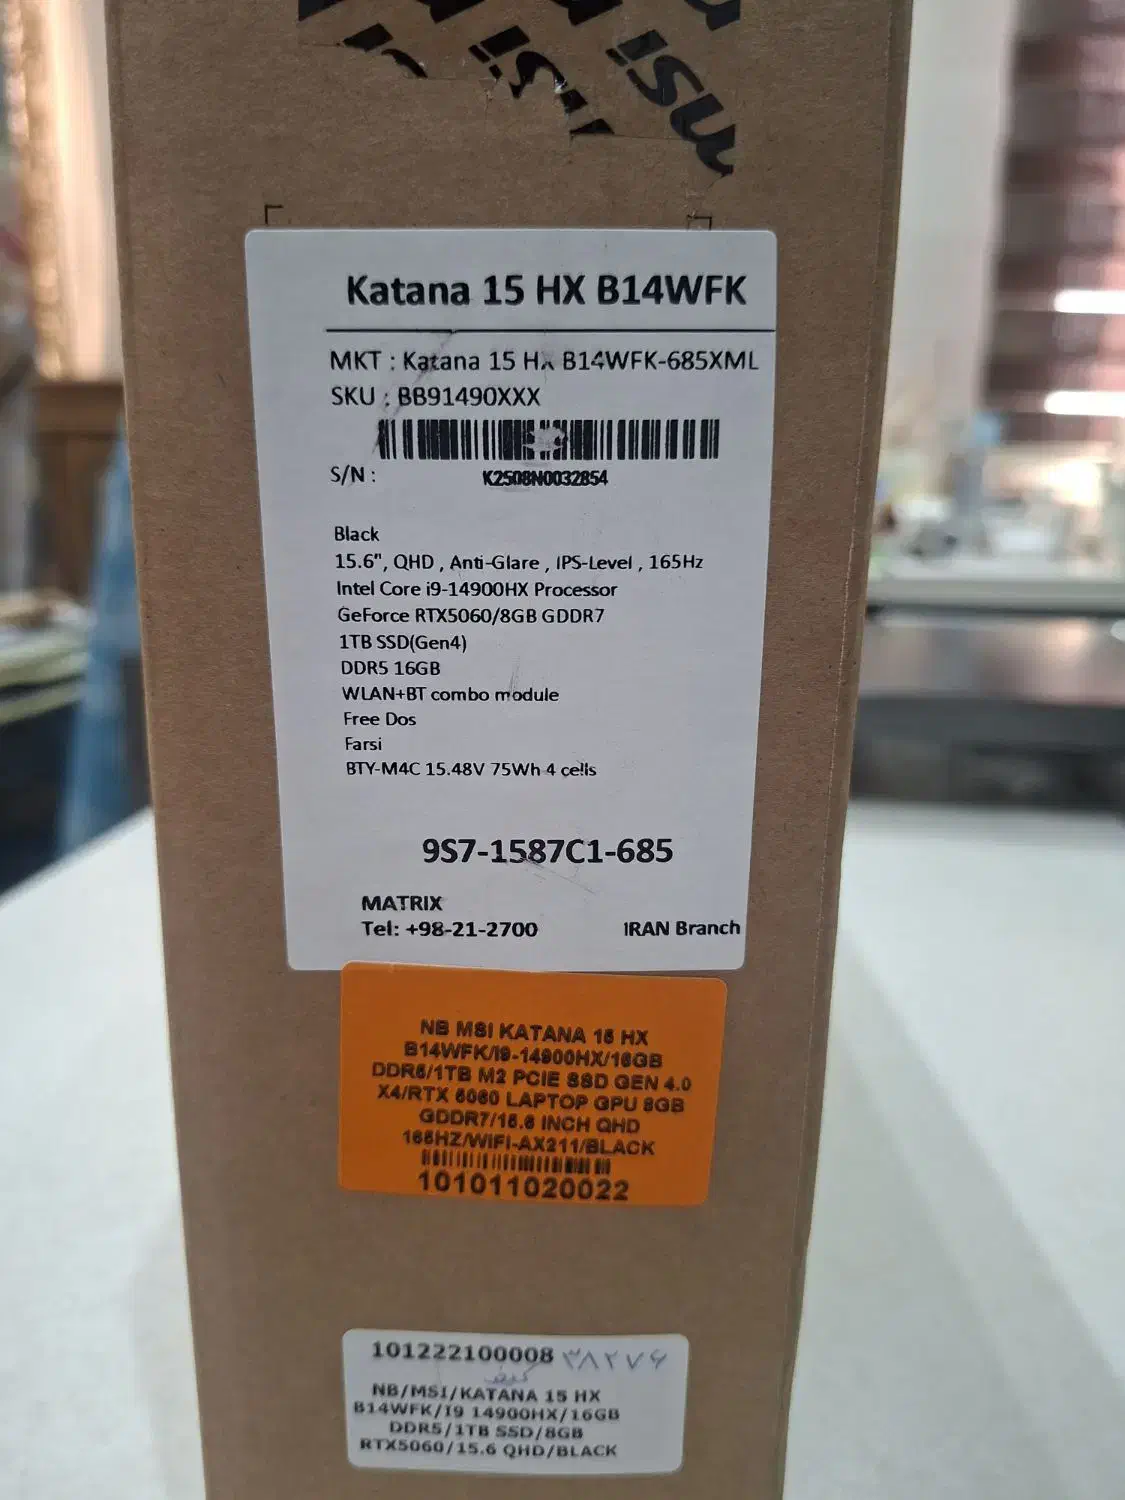 msi
Katana 15 HX B14WFK
MKT : Katana 15 HX B14WFK-685XML
SKU : BB91490XXX
S/N :
K2508N0032854
Black
15.6", QHD , Anti-Glare , IPS-Level , 165Hz
Intel Core i9-14900HX Processor
GeForce RTX5060/8GB GDDR7
1TB SSD(Gen4)
DDR5 16GB
WLAN+BT combo module
Free Dos
Farsi
BTY-M4C 15.48V 75Wh 4 cells
9S7-1587C1-685
MATRIX
Tel: +98-21-2700 IRAN Branch
NB MSI KATANA 15 HX
B14WFK/I9-14900HX/16GB
DDR5/1TB M2 PCIE SSD GEN 4.0
X4/RTX 5060 LAPTOP GPU 8GB
GDDR7/15.6 INCH QHD
165HZ/WIFI-AX211/BLACK
101011020022
101222100008 ۳۸۲۷۶
کیف
NB/MSI/KATANA 15 HX
B14WFK/I9 14900HX/16GB
DDR5/1TB SSD/8GB
RTX5060/15.6 QHD/BLACK